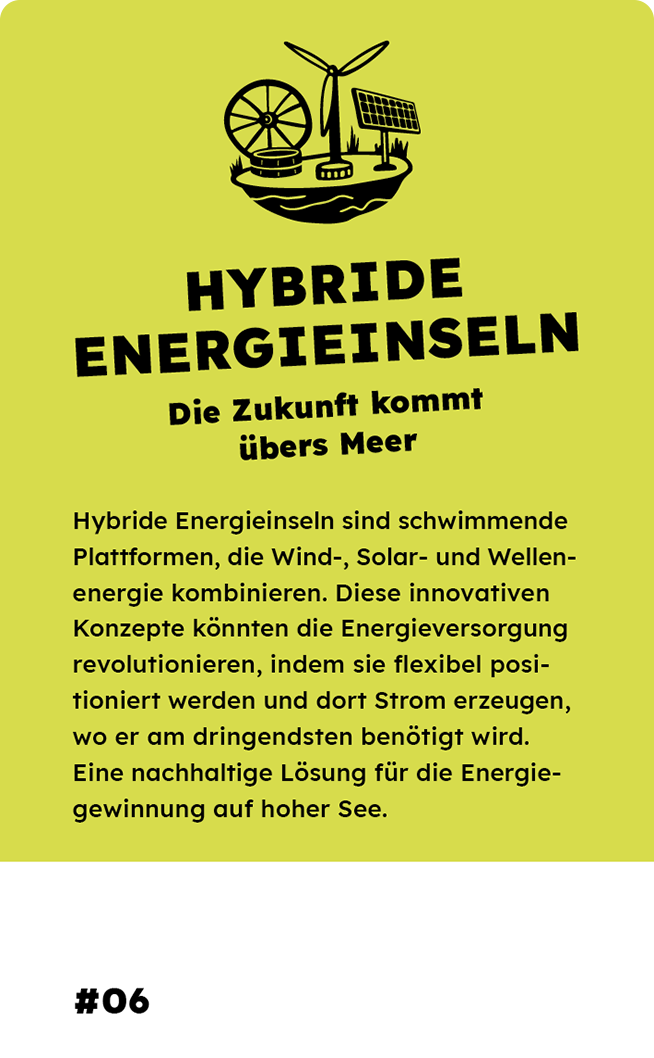 HYBRIDE
ENERGIEINSELN
Die Zukunft kommt
übers Meer
Hybride Energieinseln sind schwimmende
Plattformen, die Wind-, Solar- und Wellen-
energie kombinieren. Diese innovativen
Konzepte könnten die Energieversorgung
revolutionieren, indem sie flexibel posi-
tioniert werden und dort Strom erzeugen,
wo er am dringendsten benötigt wird.
Eine nachhaltige Lösung für die Energie-
gewinnung auf hoher See.
#06